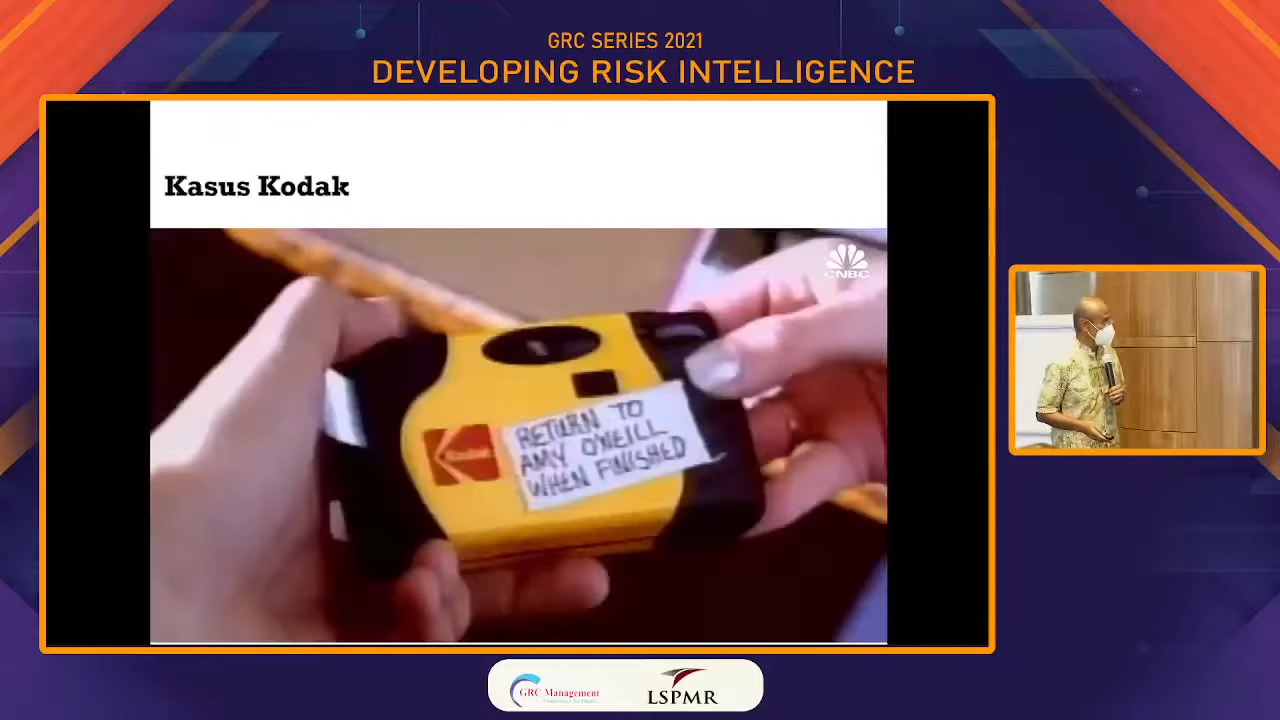 GRC SERIES 2021
DEVELOPING RISK INTELLIGENCE
Kasus Kodak
CNBC
Kodak
RETURN TO
AMY O'NEILL
WHEN FINISHED
GRC Management
LSPMR